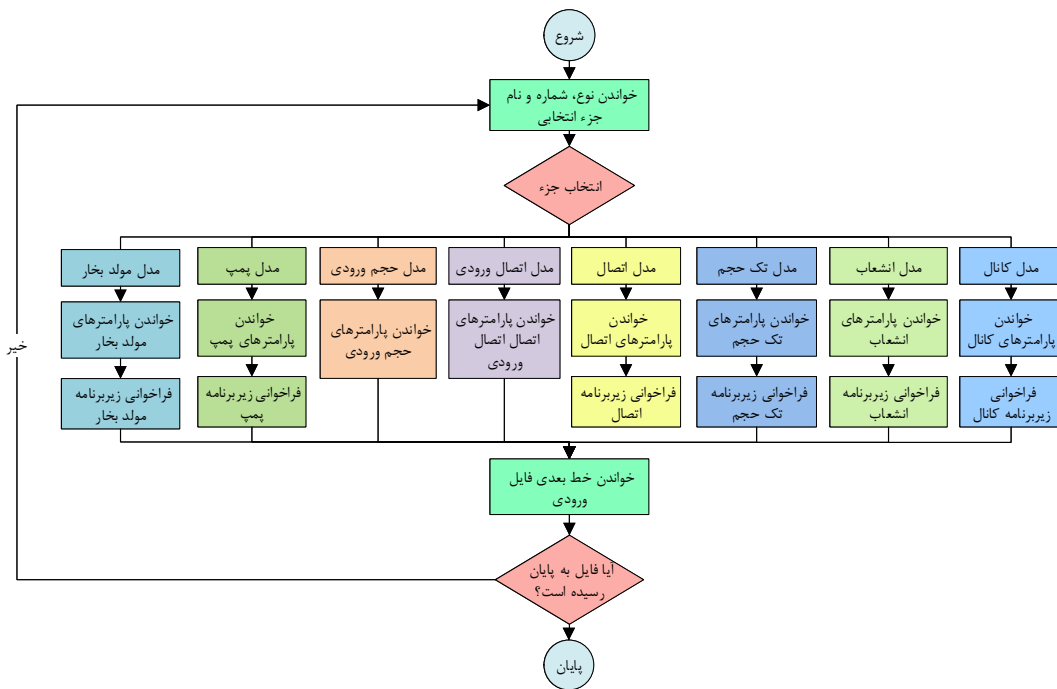 شروع
خواندن نوع، شماره و نام
جزء انتخابی
انتخاب جزء
مدل کانال
مدل انشعاب
مدل تک حجم
مدل اتصال
مدل اتصال ورودی
مدل حجم ورودی
مدل پمپ
مدل مولد بخار
خواندن
پارامترهای کانال
خواندن پارامترهای
انشعاب
خواندن پارامترهای
تک حجم
خواندن
پارامترهای اتصال
خواندن پارامترهای
اتصال اتصال
ورودی
خواندن پارامترهای
حجم ورودی
خواندن
پارامترهای پمپ
خواندن پارامترهای
مولد بخار
فراخوانی
زیربرنامه کانال
فراخوانی زیربرنامه
انشعاب
فراخوانی زیربرنامه
تک حجم
فراخوانی زیربرنامه
اتصال
فراخوانی زیربرنامه
پمپ
فراخوانی زیربرنامه
مولد بخار
خواندن خط بعدی فایل
ورودی
آیا فایل به پایان
رسیده است؟
خیر
پایان